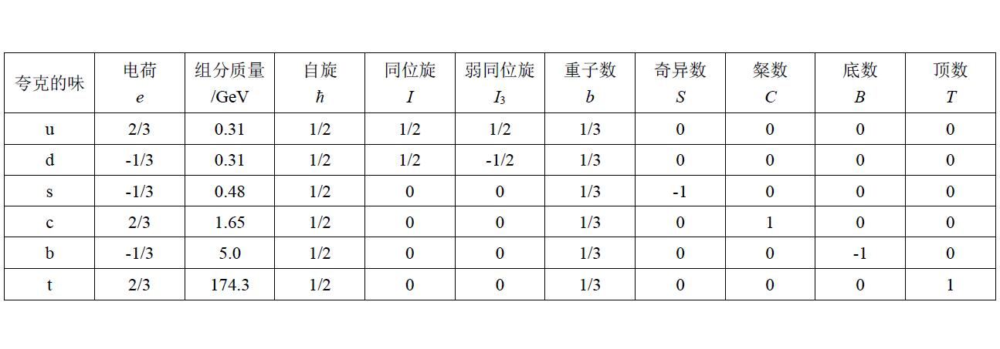 夸克的味 电荷 e 组分质量 /GeV 自旋 ħ 同位旋 I 弱同位旋 I₃ 重子数 b 奇异数 S 粲数 C 底数 B 顶数 T
u 2/3 0.31 1/2 1/2 1/2 1/3 0 0 0 0
d -1/3 0.31 1/2 1/2 -1/2 1/3 0 0 0 0
s -1/3 0.48 1/2 0 0 1/3 -1 0 0 0
c 2/3 1.65 1/2 0 0 1/3 0 1 0 0
b -1/3 5.0 1/2 0 0 1/3 0 0 -1 0
t 2/3 174.3 1/2 0 0 1/3 0 0 0 1